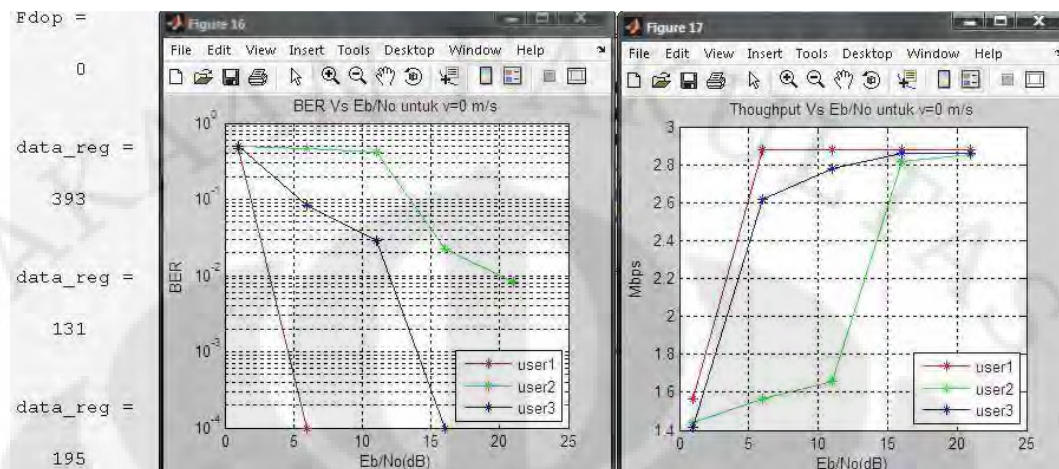 Fdop =
0
data_reg =
393
data_reg =
131
data_reg =
195
Figure 16
File Edit View Insert Tools Desktop Window Help
BER Vs Eb/No untuk v=0 m/s
BER
10^0
10^-1
10^-2
10^-3
10^-4
0 5 10 15 20 25
Eb/No(dB)
user1
user2
user3
Figure 17
File Edit View Insert Tools Desktop Window Help
Thoughput Vs Eb/No untuk v=0 m/s
Mbps
3
2.8
2.6
2.4
2.2
2
1.8
1.6
1.4
0 5 10 15 20 25
Eb/No(dB)
user1
user2
user3